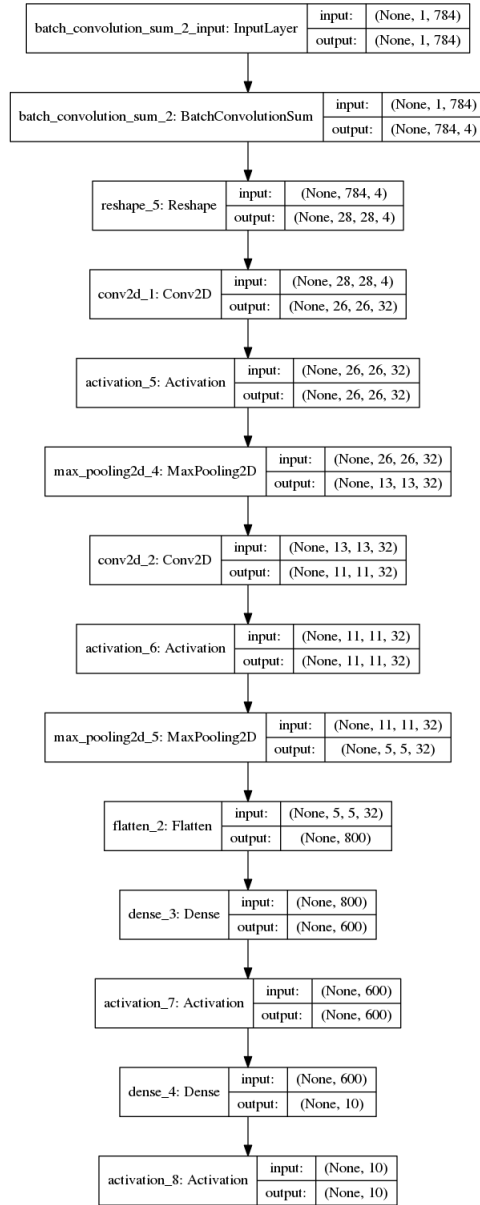 batch_convolution_sum_2_input: InputLayer
input: (None, 1, 784)
output: (None, 1, 784)
batch_convolution_sum_2: BatchConvolutionSum
input: (None, 1, 784)
output: (None, 784, 4)
reshape_5: Reshape
input: (None, 784, 4)
output: (None, 28, 28, 4)
conv2d_1: Conv2D
input: (None, 28, 28, 4)
output: (None, 26, 26, 32)
activation_5: Activation
input: (None, 26, 26, 32)
output: (None, 26, 26, 32)
max_pooling2d_4: MaxPooling2D
input: (None, 26, 26, 32)
output: (None, 13, 13, 32)
conv2d_2: Conv2D
input: (None, 13, 13, 32)
output: (None, 11, 11, 32)
activation_6: Activation
input: (None, 11, 11, 32)
output: (None, 11, 11, 32)
max_pooling2d_5: MaxPooling2D
input: (None, 11, 11, 32)
output: (None, 5, 5, 32)
flatten_2: Flatten
input: (None, 5, 5, 32)
output: (None, 800)
dense_3: Dense
input: (None, 800)
output: (None, 600)
activation_7: Activation
input: (None, 600)
output: (None, 600)
dense_4: Dense
input: (None, 600)
output: (None, 10)
activation_8: Activation
input: (None, 10)
output: (None, 10)